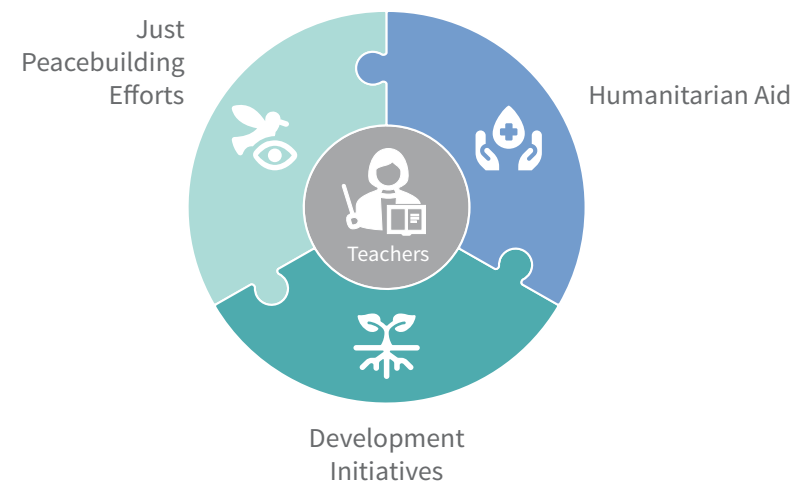 Just
Peacebuilding
Efforts
Humanitarian Aid
Teachers
Development
Initiatives